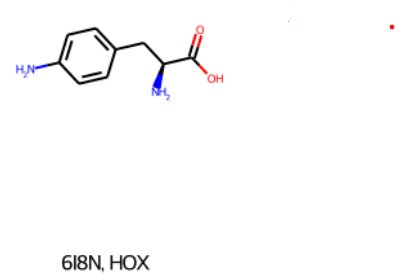 O
H₂N
OH
NH₂
6I8N, HOX